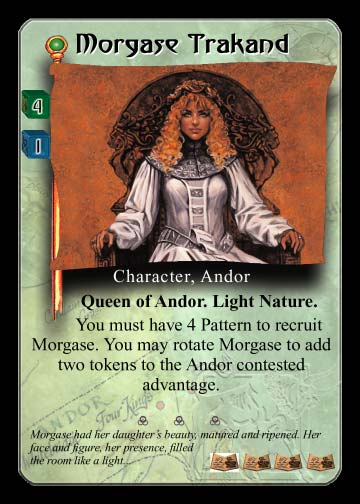 Morgase Trakand
4
1
Character, Andor
Queen of Andor. Light Nature.
You must have 4 Pattern to recruit
Morgase. You may rotate Morgase to add
two tokens to the Andor contested
advantage.
Morgase had her daughter's beauty, matured and ripened. Her
face and figure, her presence, filled
the room like a light...